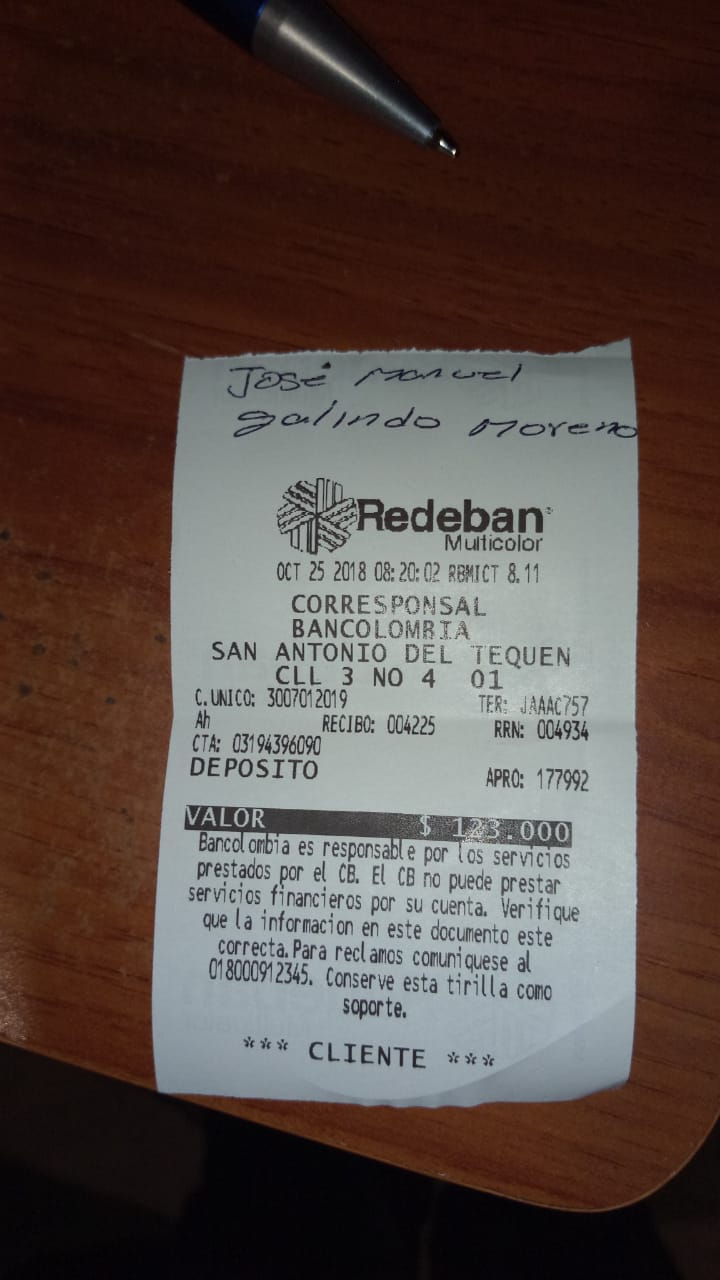 José Manuel
galindo Moreno
Redeban
Multicolor
OCT 25 2018 08:20:02 RBMICT 8.11
CORRESPONSAL
BANCOLOMBIA
SAN ANTONIO DEL TEQUEN
CLL 3 NO 4 01
C.UNICO: 3007012019 TER: JAAAC757
Ah RECIBO: 004225 RRN: 004934
CTA: 03194396090
DEPOSITO APRO: 177992
VALOR $ 123.000
Bancolombia es responsable por los servicios
prestados por el CB. El CB no puede prestar
servicios financieros por su cuenta. Verifique
que la informacion en este documento este
correcta.Para reclamos comuniquese al
018000912345. Conserve esta tirilla como
soporte.
*** CLIENTE ***